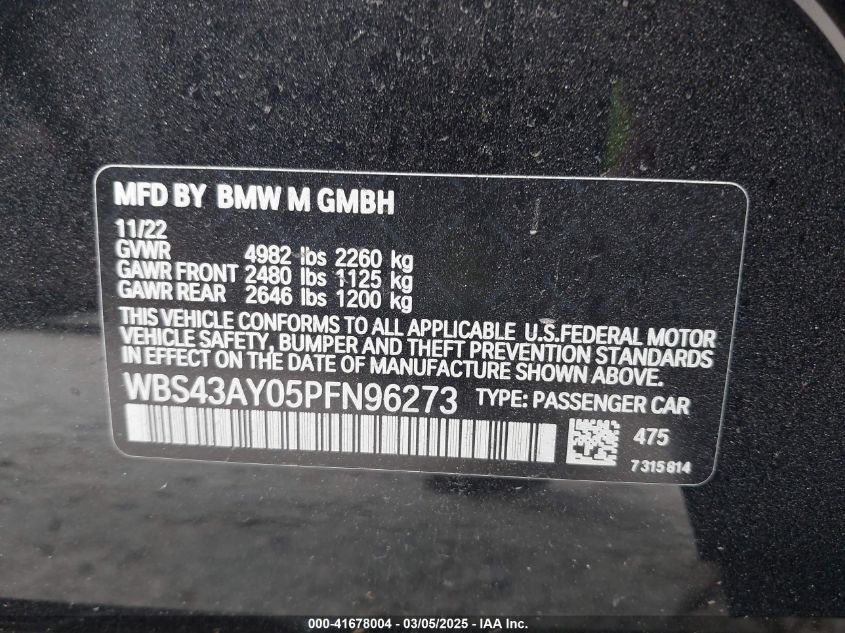 MFD BY BMW M GMBH
11/22
GVWR 4982 lbs 2260 kg
GAWR FRONT 2480 lbs 1125 kg
GAWR REAR 2646 lbs 1200 kg
THIS VEHICLE CONFORMS TO ALL APPLICABLE U.S.FEDERAL MOTOR
VEHICLE SAFETY, BUMPER AND THEFT PREVENTION STANDARDS
IN EFFECT ON THE DATE OF MANUFACTURE SHOWN ABOVE.
WBS43AY05PFN96273 TYPE: PASSENGER CAR
475
7315814
000-41678004 - 03/05/2025 - IAA Inc.